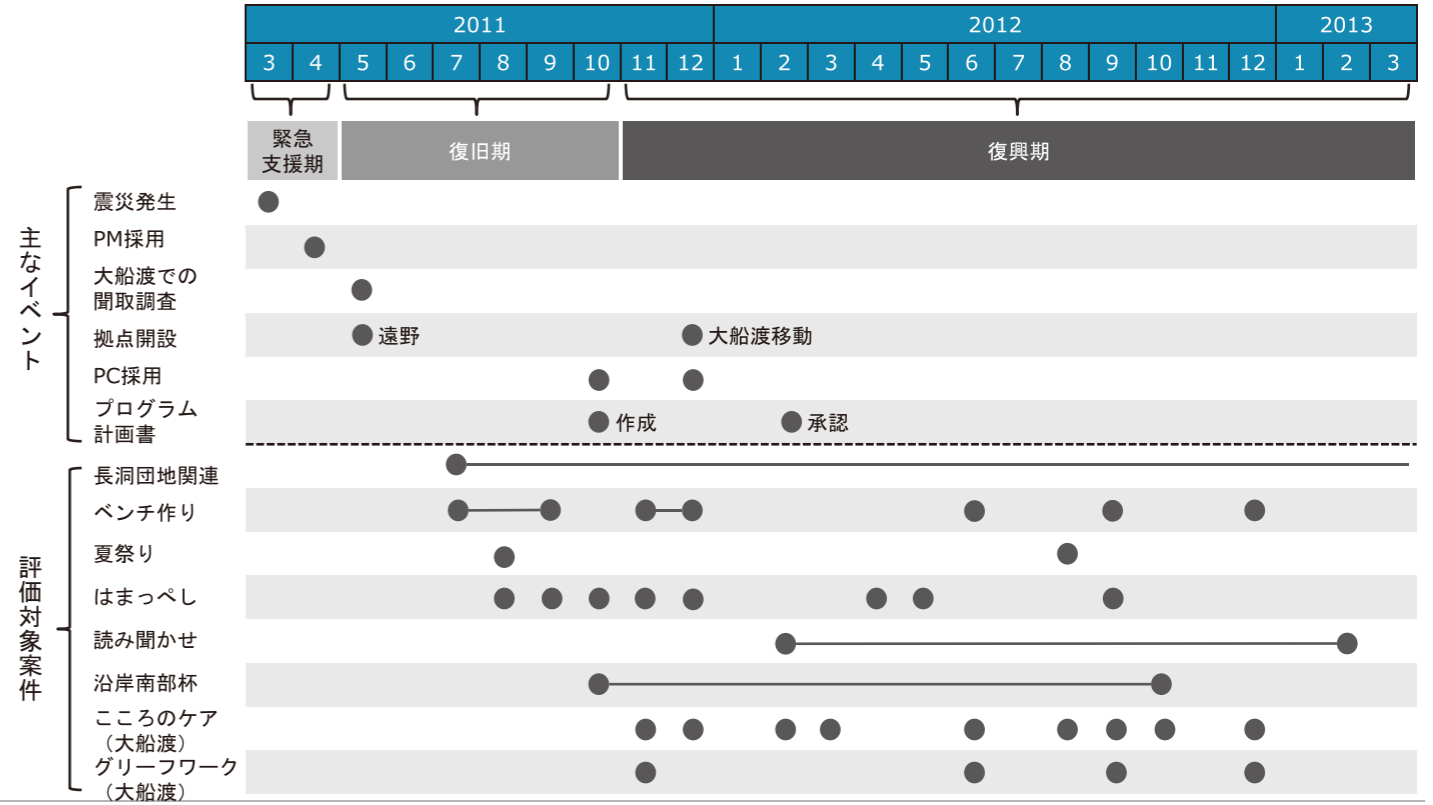 2011 2012 2013
3 4 5 6 7 8 9 10 11 12 1 2 3 4 5 6 7 8 9 10 11 12 1 2 3
緊急
支援期
復旧期
復興期
主なイベント
震災発生
PM採用
大船渡での
聞取調査
拠点開設
遠野
大船渡移動
PC採用
プログラム
計画書
作成
承認
評価対象案件
長洞団地関連
ベンチ作り
夏祭り
はまっぺし
読み聞かせ
沿岸南部杯
こころのケア
（大船渡）
グリーフワーク
（大船渡）